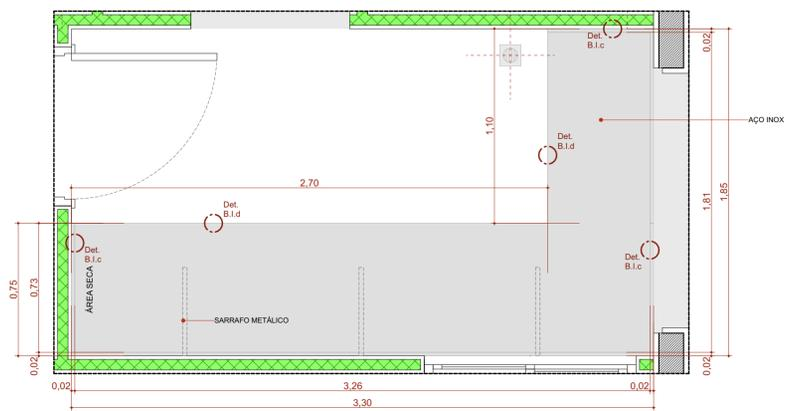 Det.
B.I.c
0,02
AÇO INOX
1,10
Det.
B.I.d
2,70
Det.
B.I.d
1,81
1,85
Det.
B.I.c
Det.
B.I.c
0,75
0,73
ÁREA SECA
SARRAFO METÁLICO
0,02
0,02
0,02
3,26
0,02
3,30